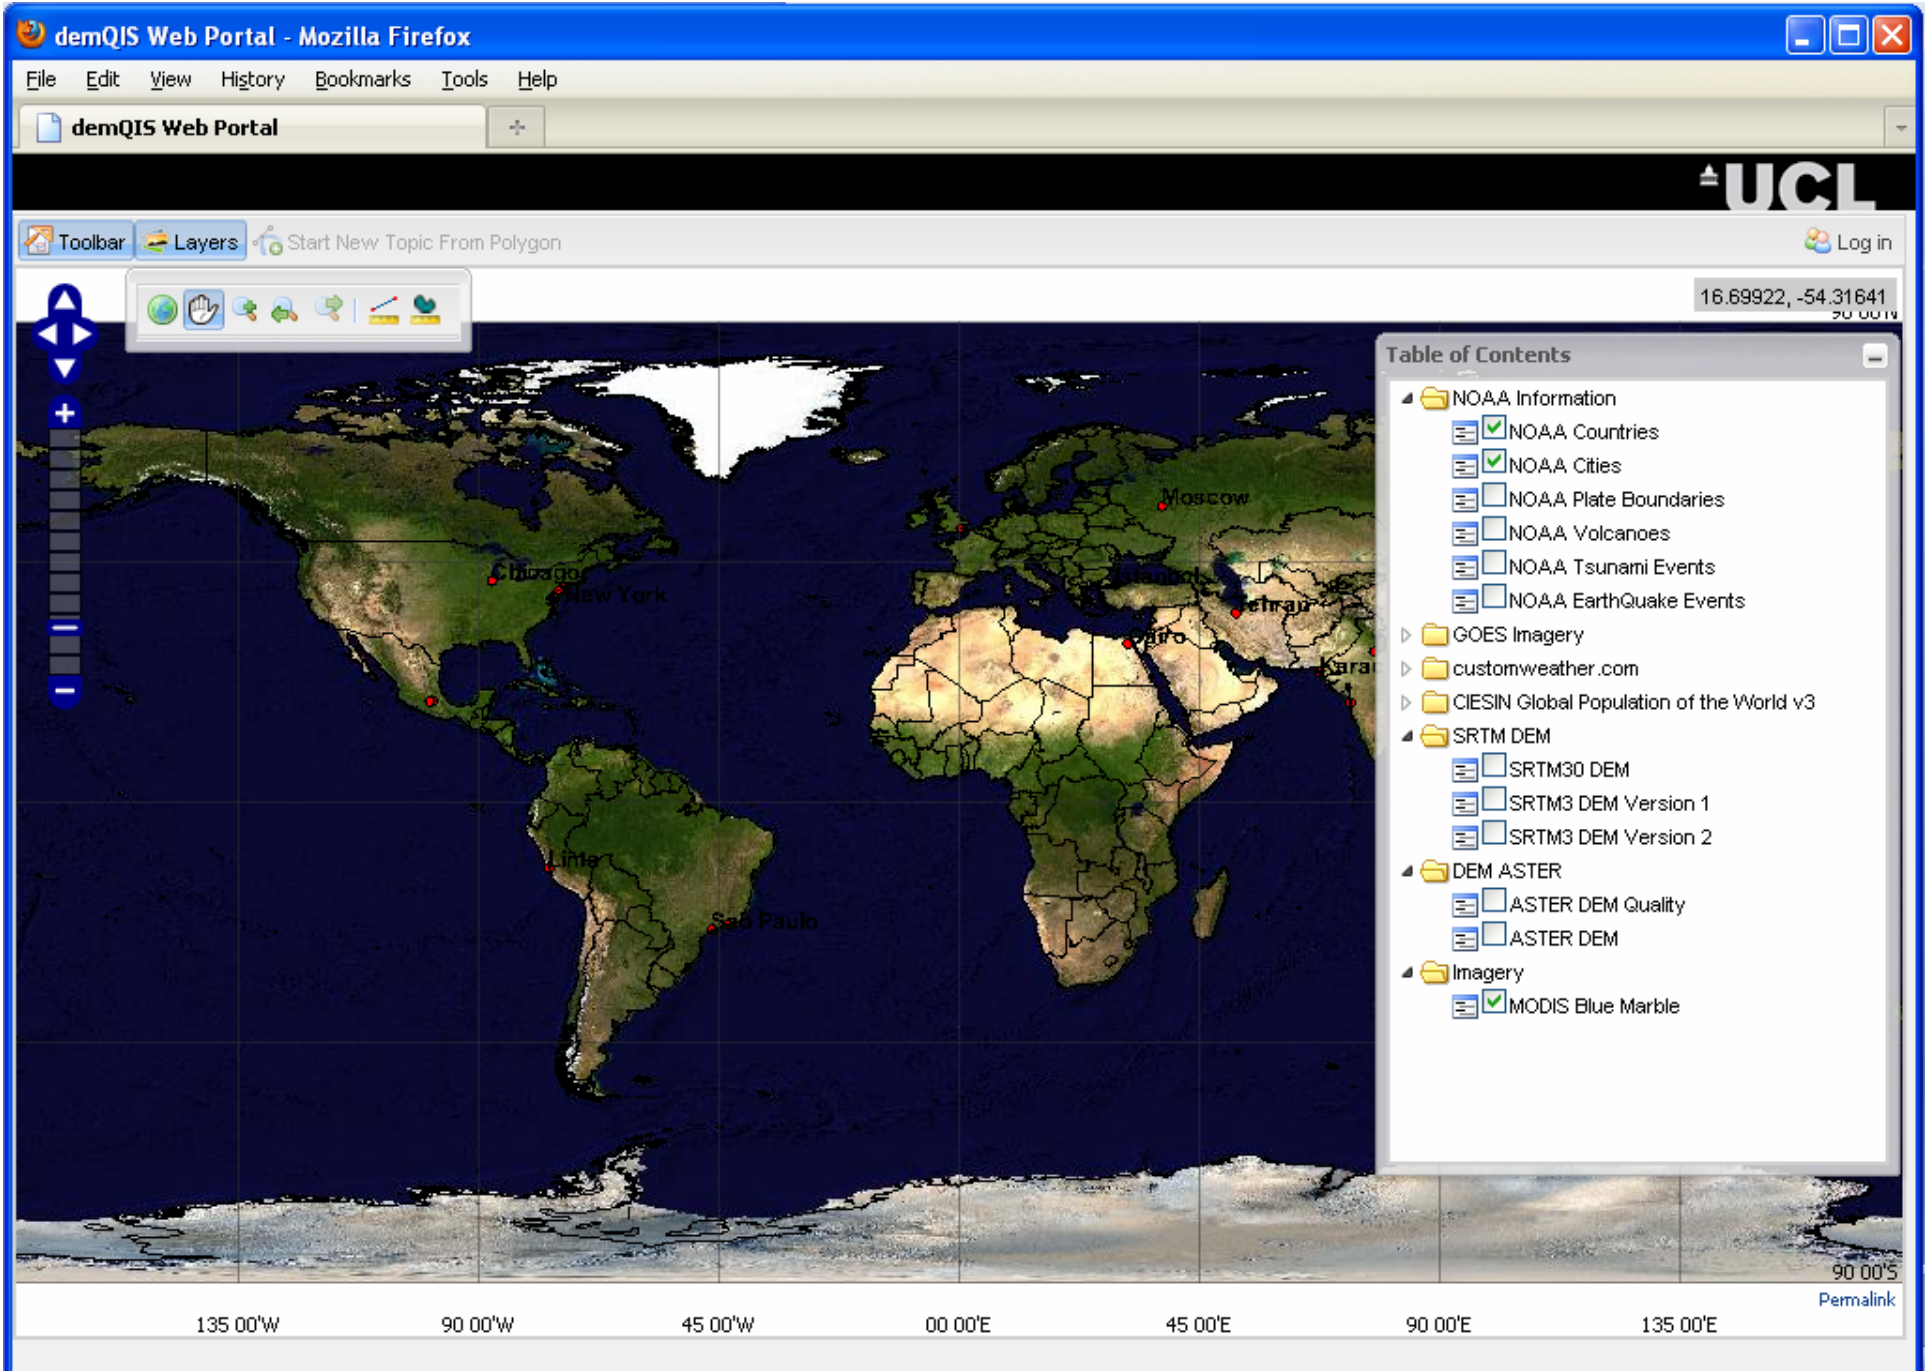 demQIS Web Portal - Mozilla Firefox
File Edit View History Bookmarks Tools Help
demQIS Web Portal
UCL
Toolbar Layers Start New Topic From Polygon Log in
16.69922, -54.31641
90 00'N
Table of Contents
NOAA Information
NOAA Countries
NOAA Cities
NOAA Plate Boundaries
NOAA Volcanoes
NOAA Tsunami Events
NOAA EarthQuake Events
GOES Imagery
customweather.com
CIESIN Global Population of the World v3
SRTM DEM
SRTM30 DEM
SRTM3 DEM Version 1
SRTM3 DEM Version 2
DEM ASTER
ASTER DEM Quality
ASTER DEM
Imagery
MODIS Blue Marble
Moscow
Chicago
New York
Istanbul
Tehran
Cairo
Karac
Lima
Sao Paulo
90 00'S
Permalink
135 00'W 90 00'W 45 00'W 00 00'E 45 00'E 90 00'E 135 00'E